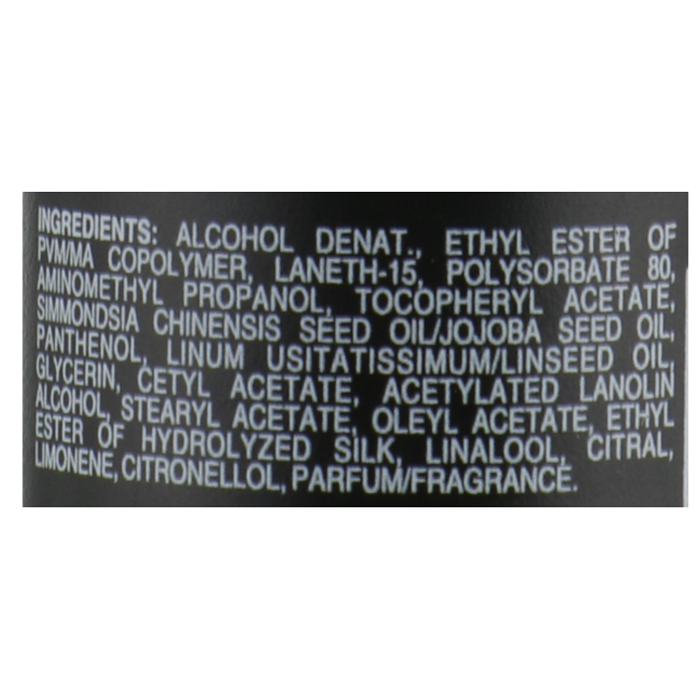 INGREDIENTS: ALCOHOL DENAT., ETHYL ESTER OF
PVM/MA COPOLYMER, LANETH-15, POLYSORBATE 80,
AMINOMETHYL PROPANOL, TOCOPHERYL ACETATE,
SIMMONDSIA CHINENSIS SEED OIL/JOJOBA SEED OIL,
PANTHENOL, LINUM USITATISSIMUM/LINSEED OIL,
GLYCERIN, CETYL ACETATE, ACETYLATED LANOLIN
ALCOHOL, STEARYL ACETATE, OLEYL ACETATE, ETHYL
ESTER OF HYDROLYZED SILK, LINALOOL, CITRAL,
LIMONENE, CITRONELLOL, PARFUM/FRAGRANCE.